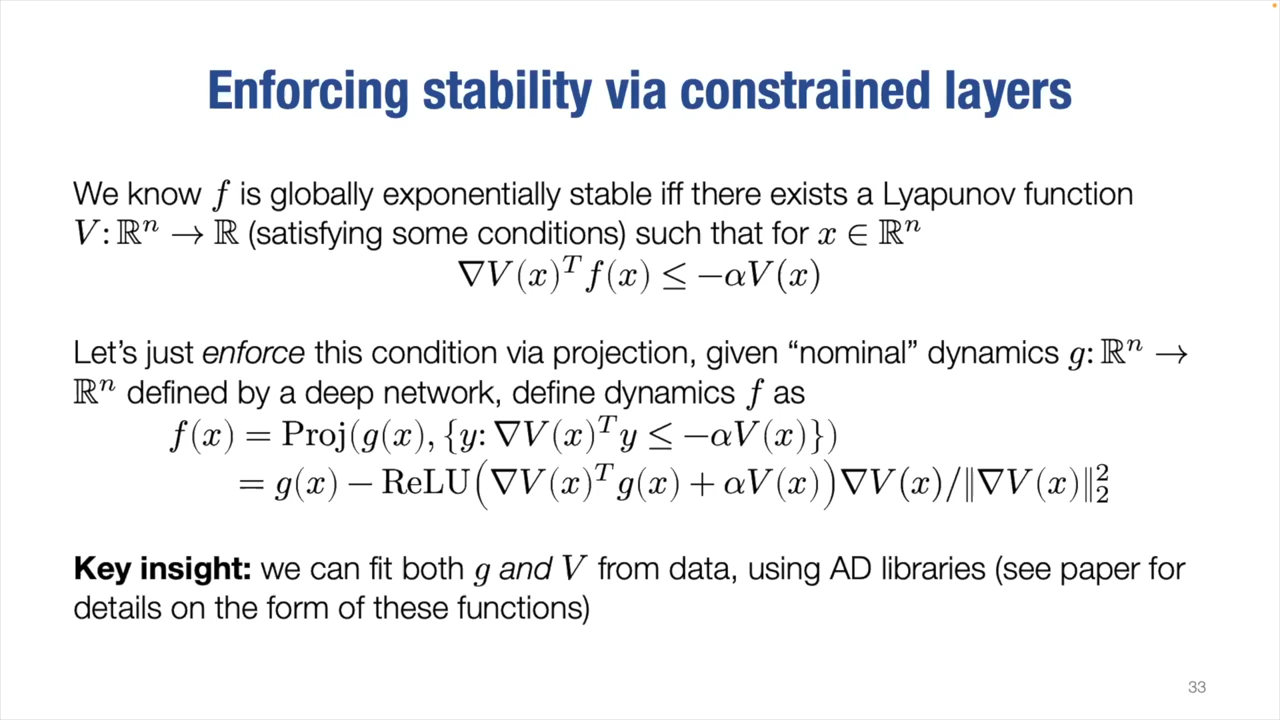 Enforcing stability via constrained layers
We know f is globally exponentially stable iff there exists a Lyapunov function
V: ℝⁿ → ℝ (satisfying some conditions) such that for x ∈ ℝⁿ
∇V(x)ᵀf(x) ≤ −αV(x)
Let's just enforce this condition via projection, given “nominal” dynamics g: ℝⁿ →
ℝⁿ defined by a deep network, define dynamics f as
f(x) = Proj(g(x), {y: ∇V(x)ᵀy ≤ −αV(x)})
= g(x) − ReLU(∇V(x)ᵀg(x) + αV(x))∇V(x)/‖∇V(x)‖₂²
Key insight: we can fit both g and V from data, using AD libraries (see paper for
details on the form of these functions)
33